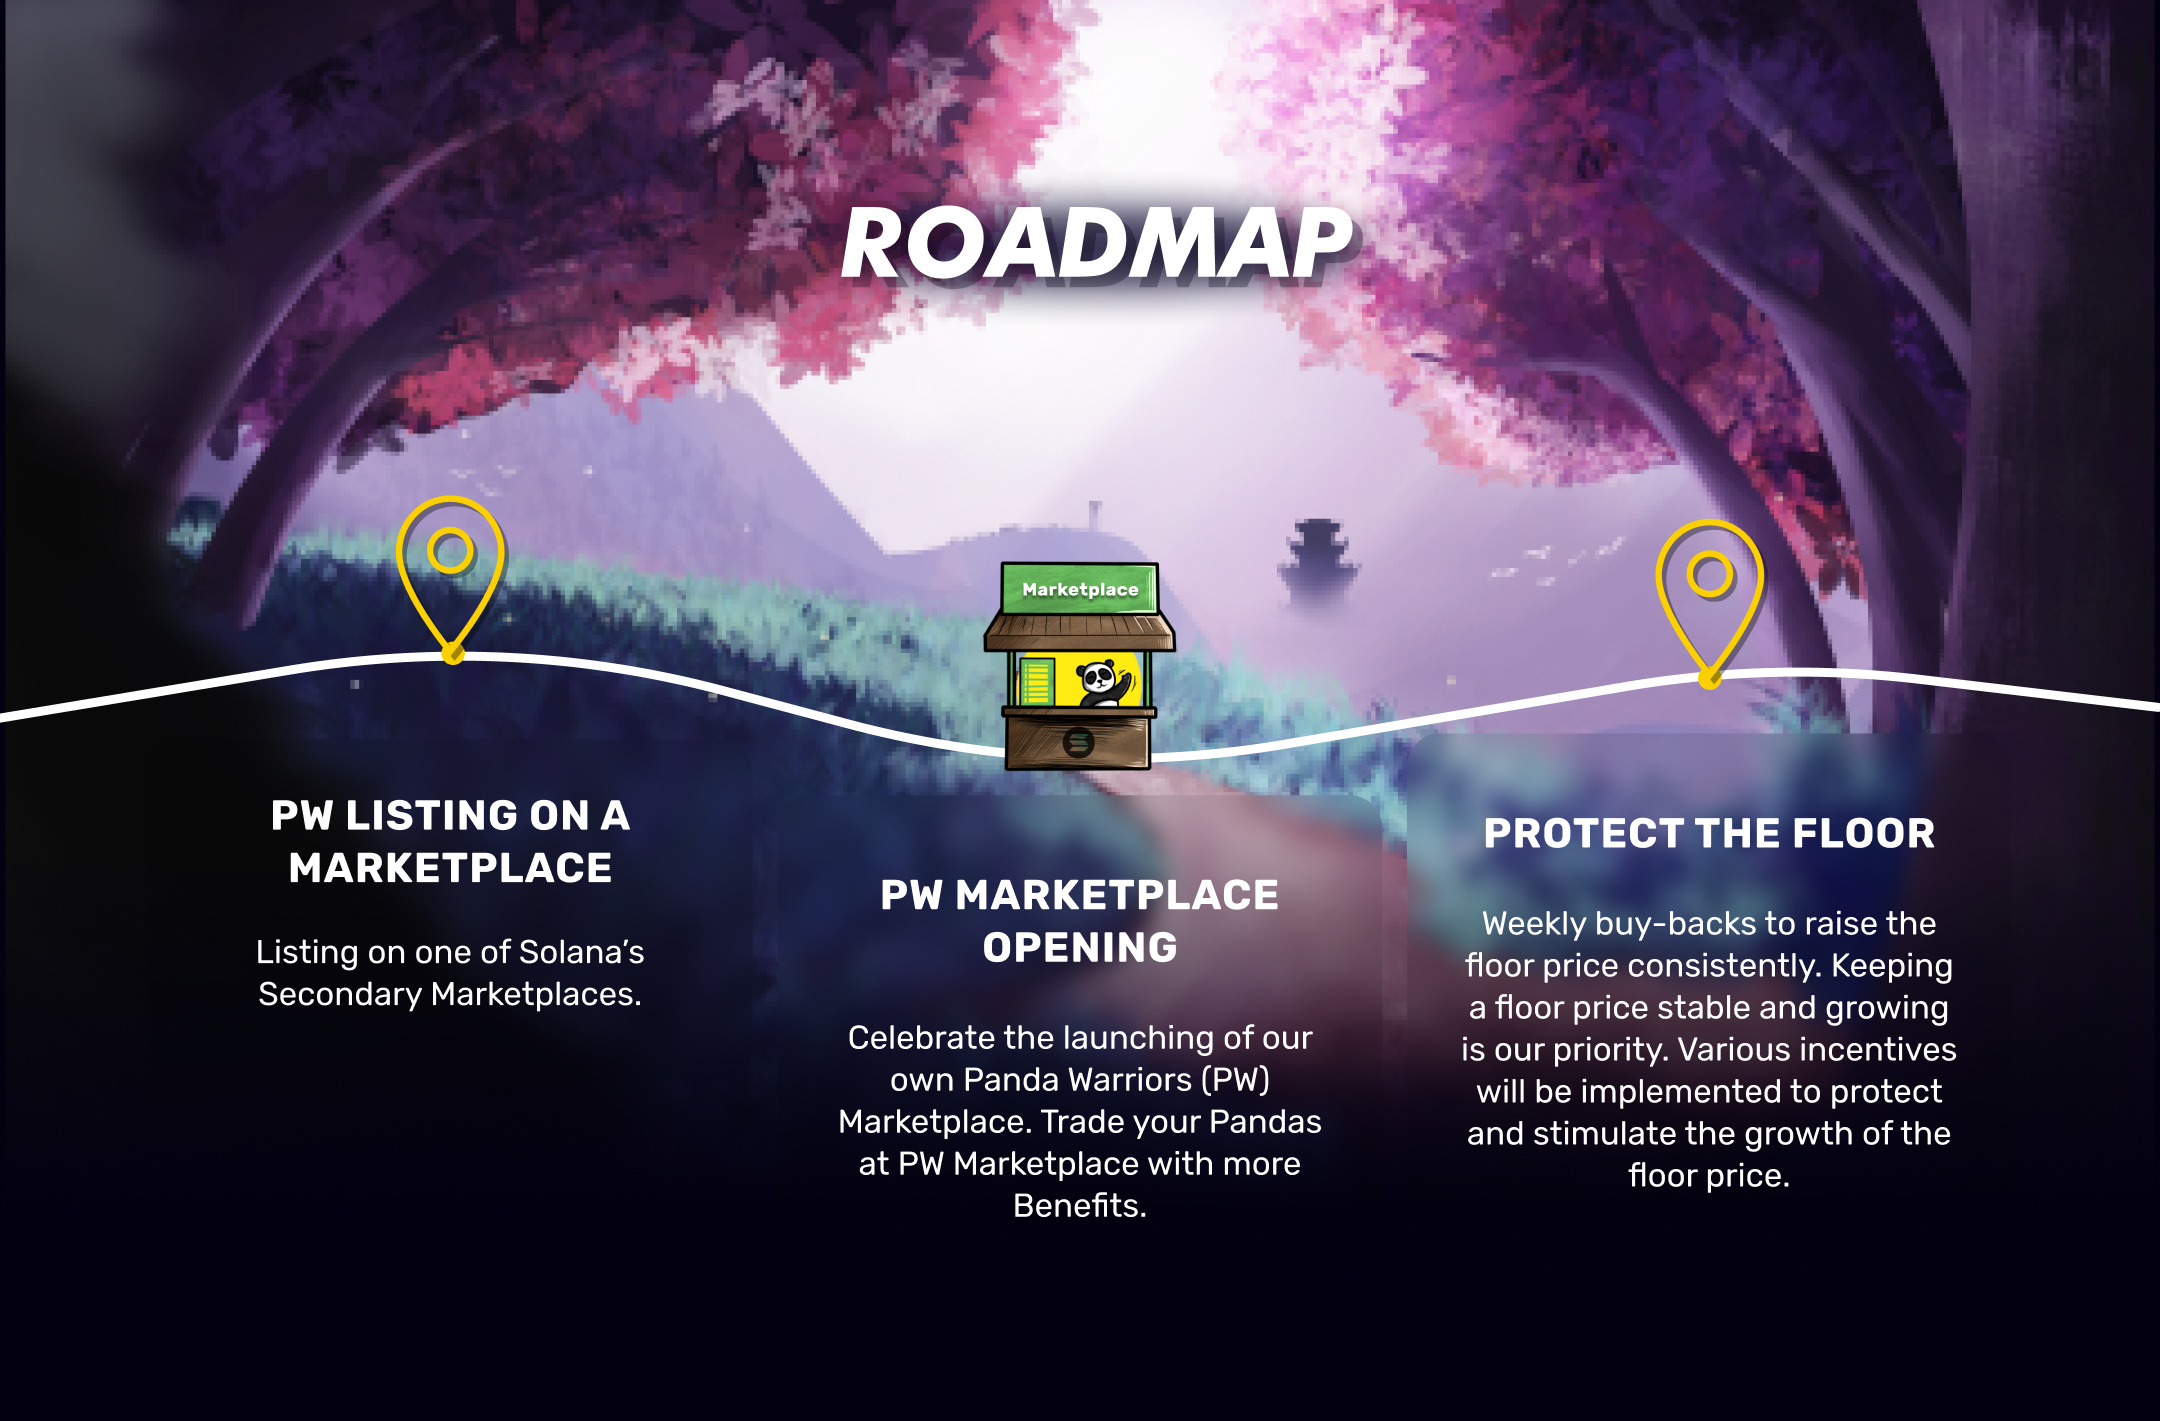 ROADMAP
Marketplace
PW LISTING ON A
MARKETPLACE
Listing on one of Solana’s
Secondary Marketplaces.
PW MARKETPLACE
OPENING
Celebrate the launching of our
own Panda Warriors (PW)
Marketplace. Trade your Pandas
at PW Marketplace with more
Benefits.
PROTECT THE FLOOR
Weekly buy-backs to raise the
floor price consistently. Keeping
a floor price stable and growing
is our priority. Various incentives
will be implemented to protect
and stimulate the growth of the
floor price.